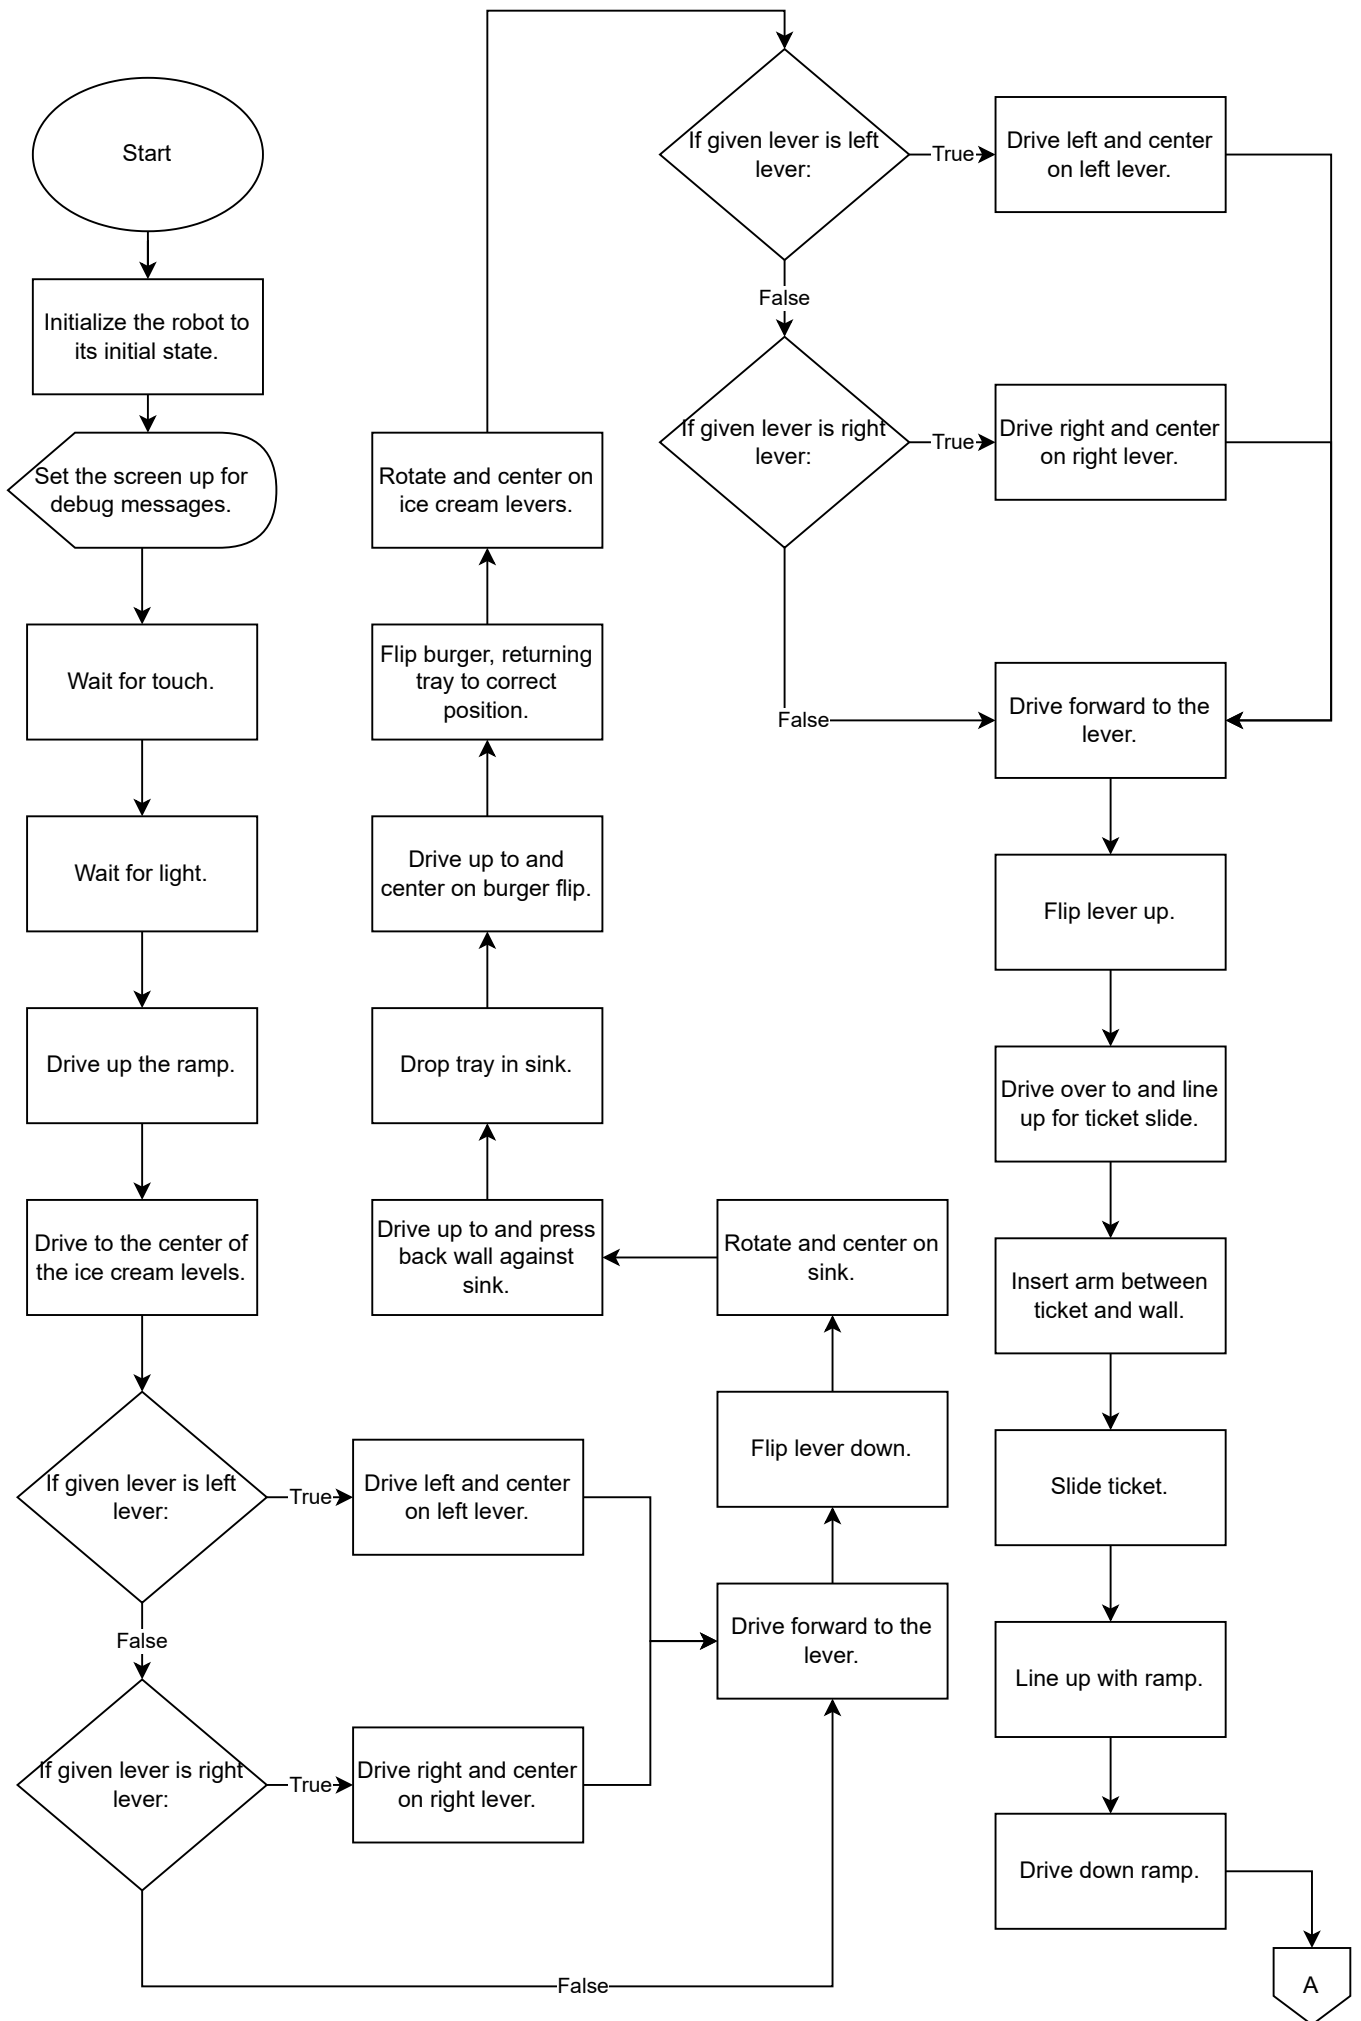 Start
Initialize the robot to
its initial state.
Set the screen up for
debug messages.
Wait for touch.
Wait for light.
Drive up the ramp.
Drive to the center of
the ice cream levels.
If given lever is left
lever:
True
Drive left and center
on left lever.
False
If given lever is right
lever:
True
Drive right and center
on right lever.
False
Drive forward to the
lever.
Flip lever down.
Rotate and center on
sink.
Drive up to and press
back wall against
sink.
Drop tray in sink.
Drive up to and
center on burger flip.
Flip burger, returning
tray to correct
position.
Rotate and center on
ice cream levers.
If given lever is left
lever:
True
Drive left and center
on left lever.
False
If given lever is right
lever:
True
Drive right and center
on right lever.
False
Drive forward to the
lever.
Flip lever up.
Drive over to and line
up for ticket slide.
Insert arm between
ticket and wall.
Slide ticket.
Line up with ramp.
Drive down ramp.
A